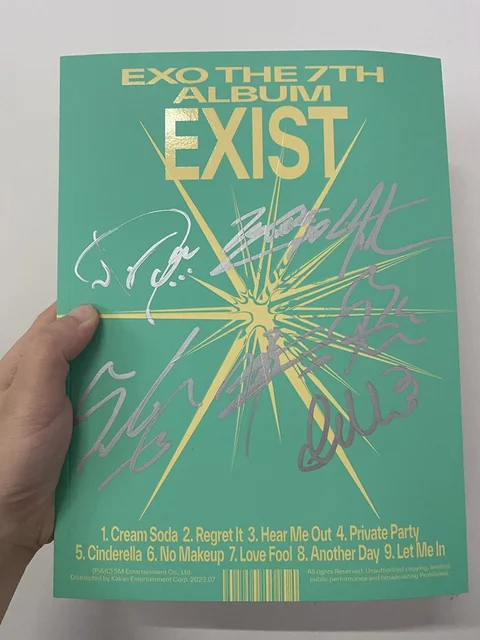 EXO THE 7TH
ALBUM
EXIST
1. Cream Soda 2. Regret It 3. Hear Me Out 4. Private Party
5. Cinderella 6. No Makeup 7. Love Fool 8. Another Day 9. Let Me In
(P)&(C) SM Entertainment Co., Ltd.
Distributed by Kakao Entertainment Corp. 2023.07
All rights Reserved. Unauthorized copying, lending,
public performance and broadcasting Prohibited.